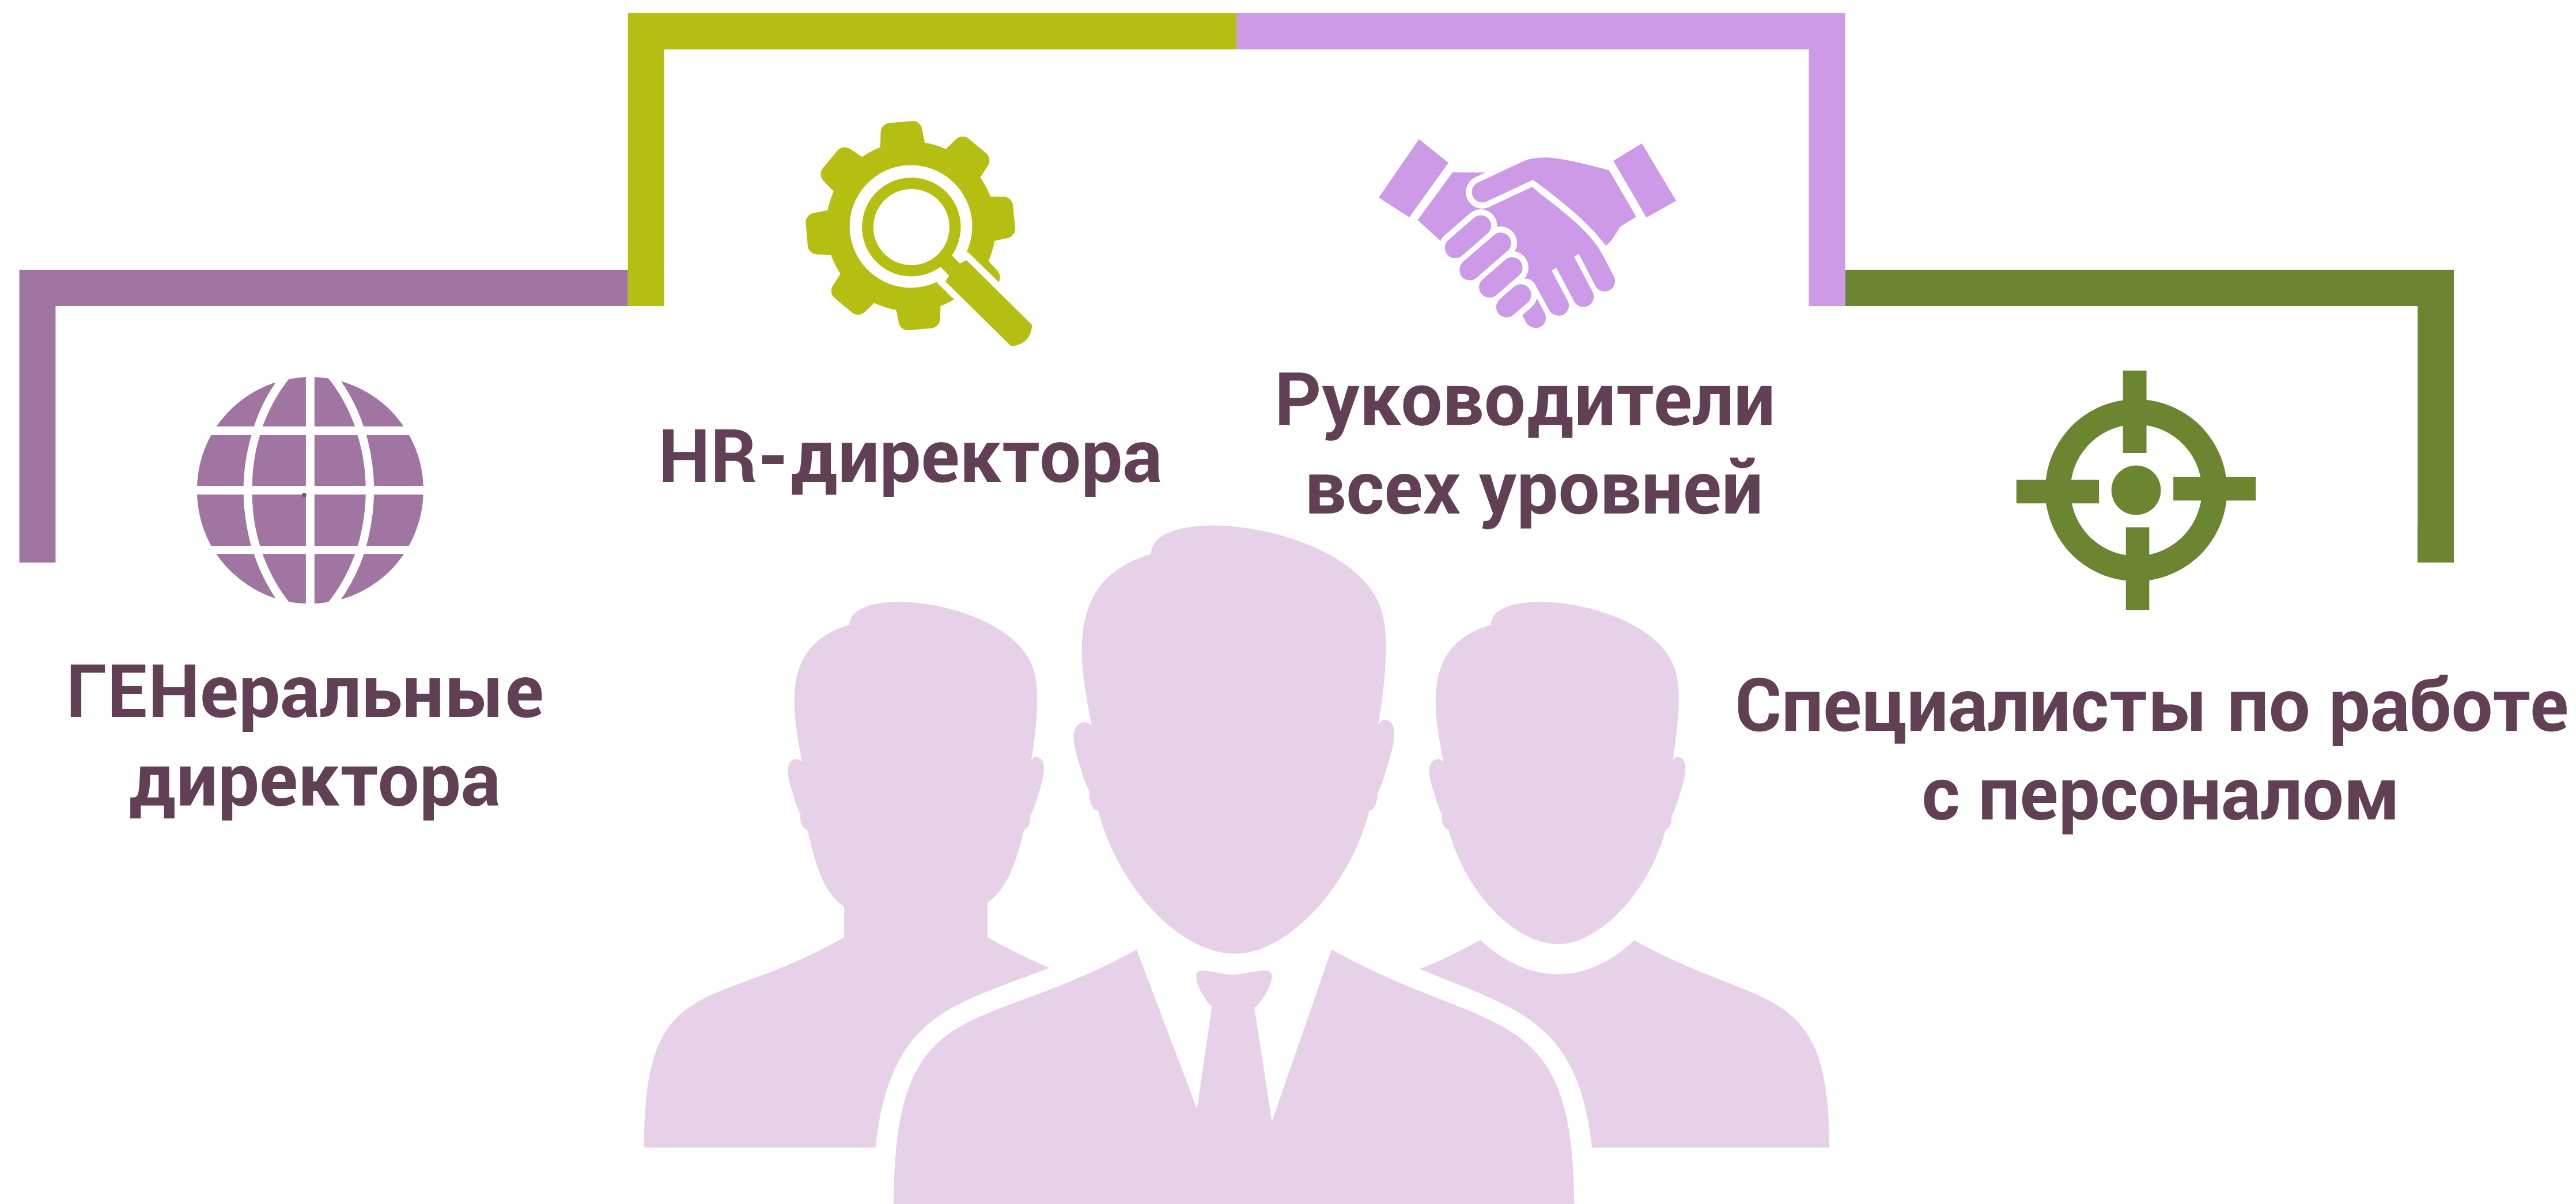 ГЕНеральные
директора
HR-директора
Руководители
всех уровней
Специалисты по работе
с персоналом